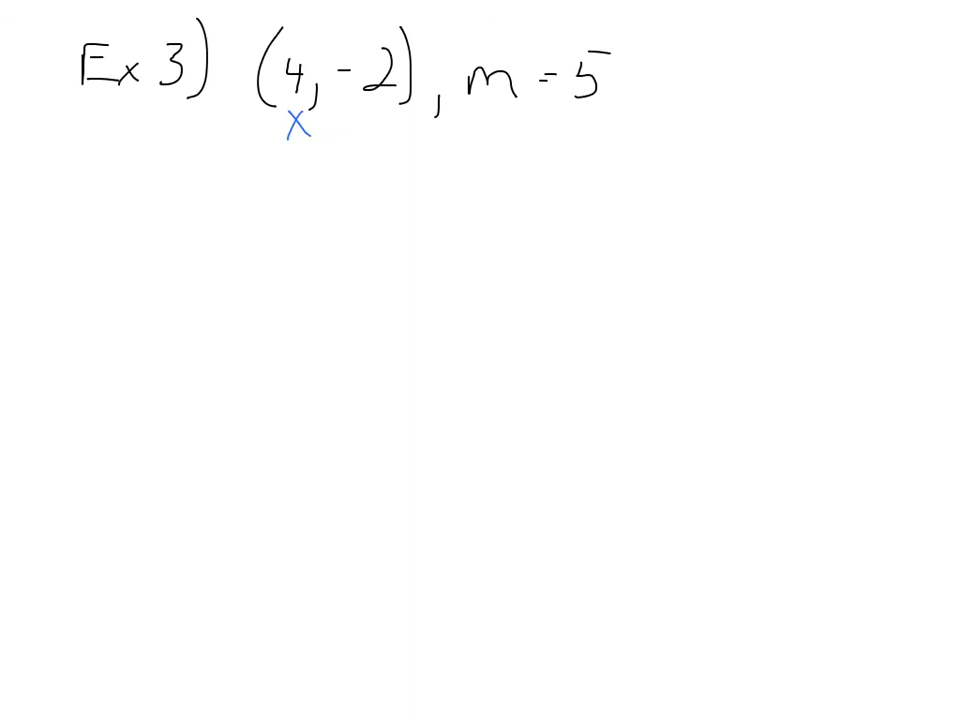 Ex 3) (4, -2), m = 5
x